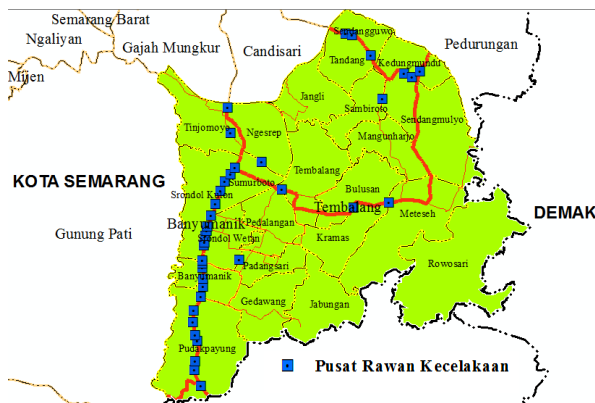 Semarang Barat
Ngaliyan
Gajah Mungkur
Candisari
Pedurungan
Mijen
Sendangguwo
Tandang
Kedungmundu
Jangli
Sambiroto
Sendangmulyo
Tinjomoyo
Ngesrep
Mangunharjo
Tembalang
KOTA SEMARANG
Sumurboto
Bulusan
Srondol Kulon
Tembalang
Meteseh
DEMAK
Banyumanik
Pedalangan
Gunung Pati
Srondol Wetan
Kramas
Padangsari
Rowosari
Banyumanik
Gedawang
Jabungan
Pudakpayung
Pusat Rawan Kecelakaan